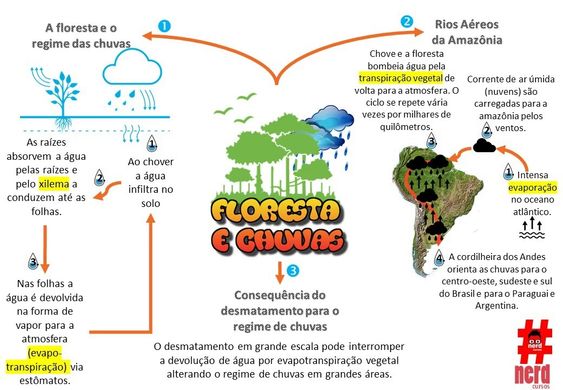 A floresta e o
regime das chuvas
1
1.
As raízes
absorvem a água
pelas raízes e
pelo xilema a
conduzem até as
folhas.
2.
Ao chover
a água
infiltra no
solo
3.
Nas folhas a
água é devolvida
na forma de
vapor para a
atmosfera
(evapo-
transpiração) via
estômatos.
FLORESTA
E CHUVAS
2
Rios Aéreos
da Amazônia
Chove e a floresta
bombeia água pela
transpiração vegetal de
volta para a atmosfera. O
ciclo se repete vária
vezes por milhares de
quilômetros.
Corrente de ar úmida
(nuvens) são
carregadas para a
amazônia pelos
ventos.
3.
2.
1.
Intensa
evaporação
no oceano
atlântico.
4.
A cordilheira dos Andes
orienta as chuvas para o
centro-oeste, sudeste e sul
do Brasil e para o Paraguai e
Argentina.
3
Consequência do
desmatamento para o
regime de chuvas
O desmatamento em grande escala pode interromper
a devolução de água por evapotranspiração vegetal
alterando o regime de chuvas em grandes áreas.
#
nerd
cursos